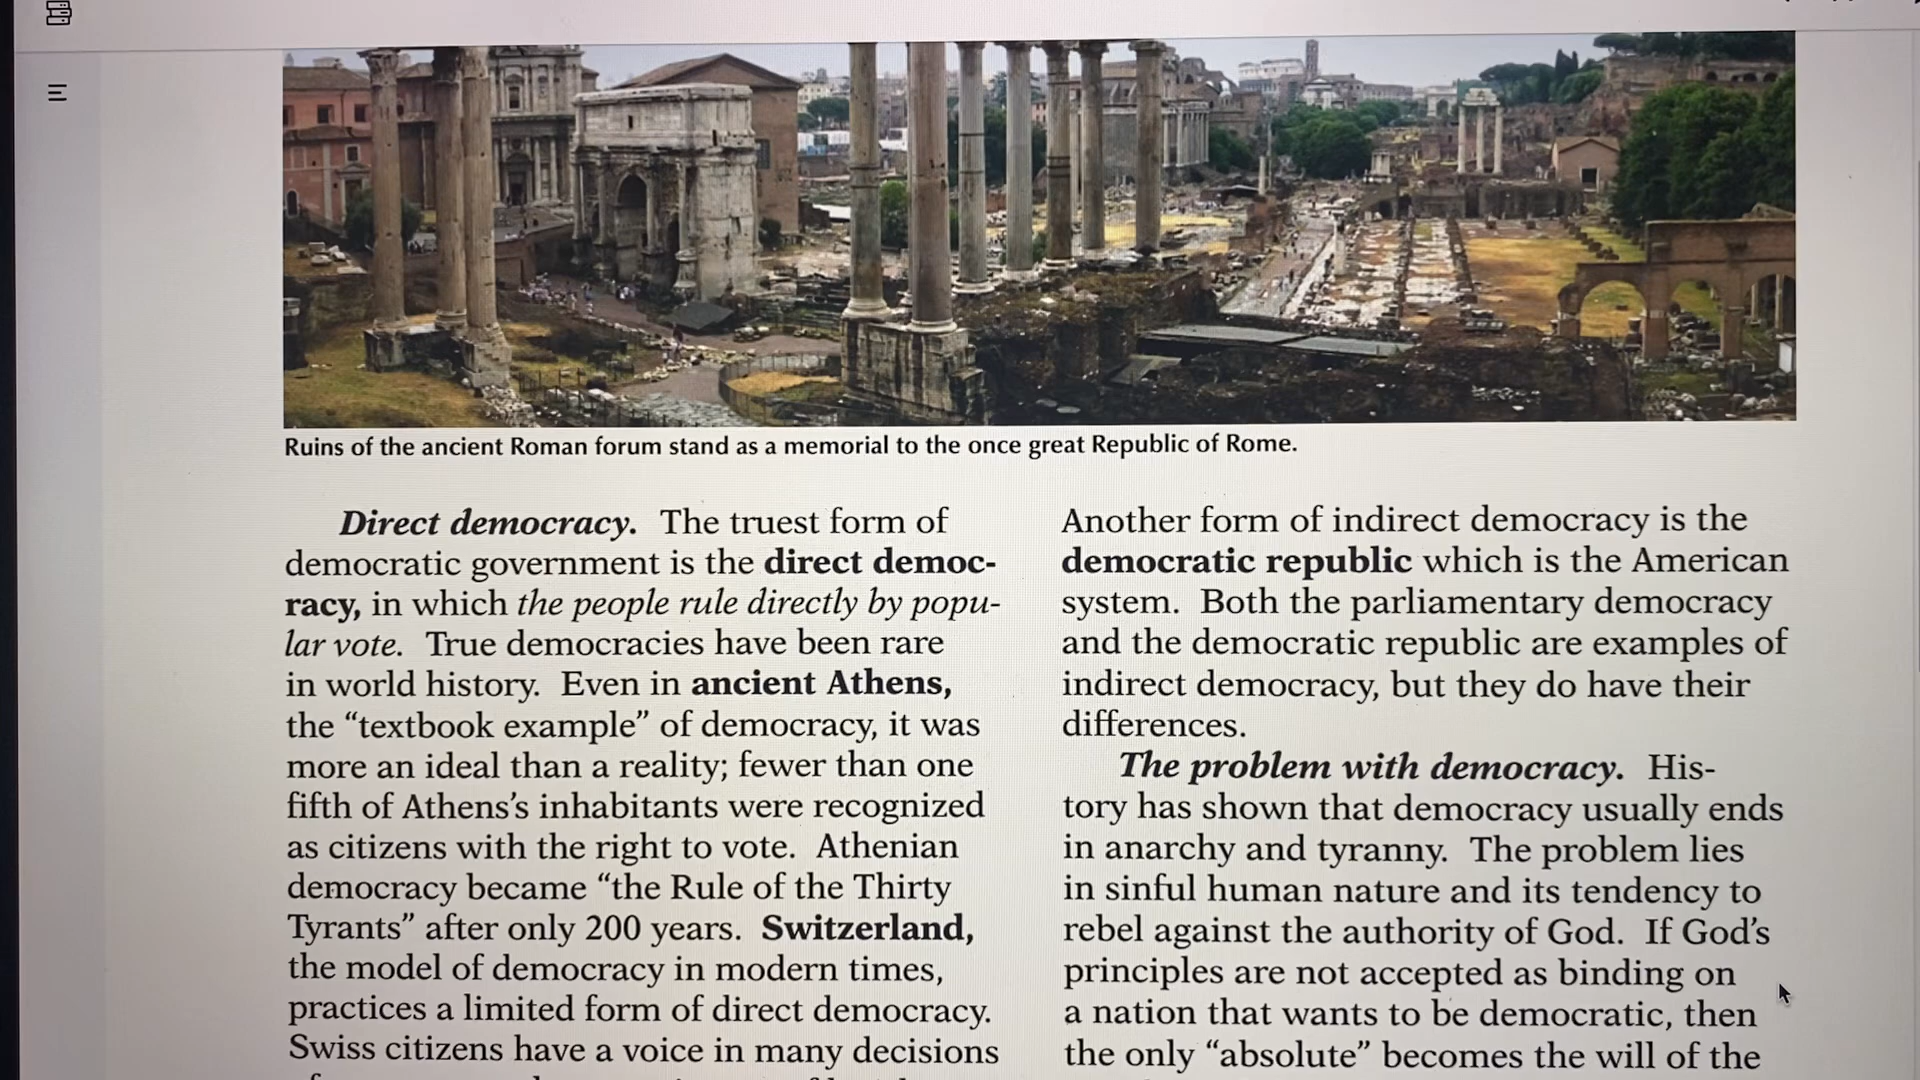 Ruins of the ancient Roman forum stand as a memorial to the once great Republic of Rome.
Direct democracy. The truest form of
democratic government is the direct democ-
racy, in which the people rule directly by popu-
lar vote. True democracies have been rare
in world history. Even in ancient Athens,
the “textbook example” of democracy, it was
more an ideal than a reality; fewer than one
fifth of Athens’s inhabitants were recognized
as citizens with the right to vote. Athenian
democracy became “the Rule of the Thirty
Tyrants” after only 200 years. Switzerland,
the model of democracy in modern times,
practices a limited form of direct democracy.
Swiss citizens have a voice in many decisions
Another form of indirect democracy is the
democratic republic which is the American
system. Both the parliamentary democracy
and the democratic republic are examples of
indirect democracy, but they do have their
differences.
The problem with democracy. His-
tory has shown that democracy usually ends
in anarchy and tyranny. The problem lies
in sinful human nature and its tendency to
rebel against the authority of God. If God’s
principles are not accepted as binding on
a nation that wants to be democratic, then
the only “absolute” becomes the will of the